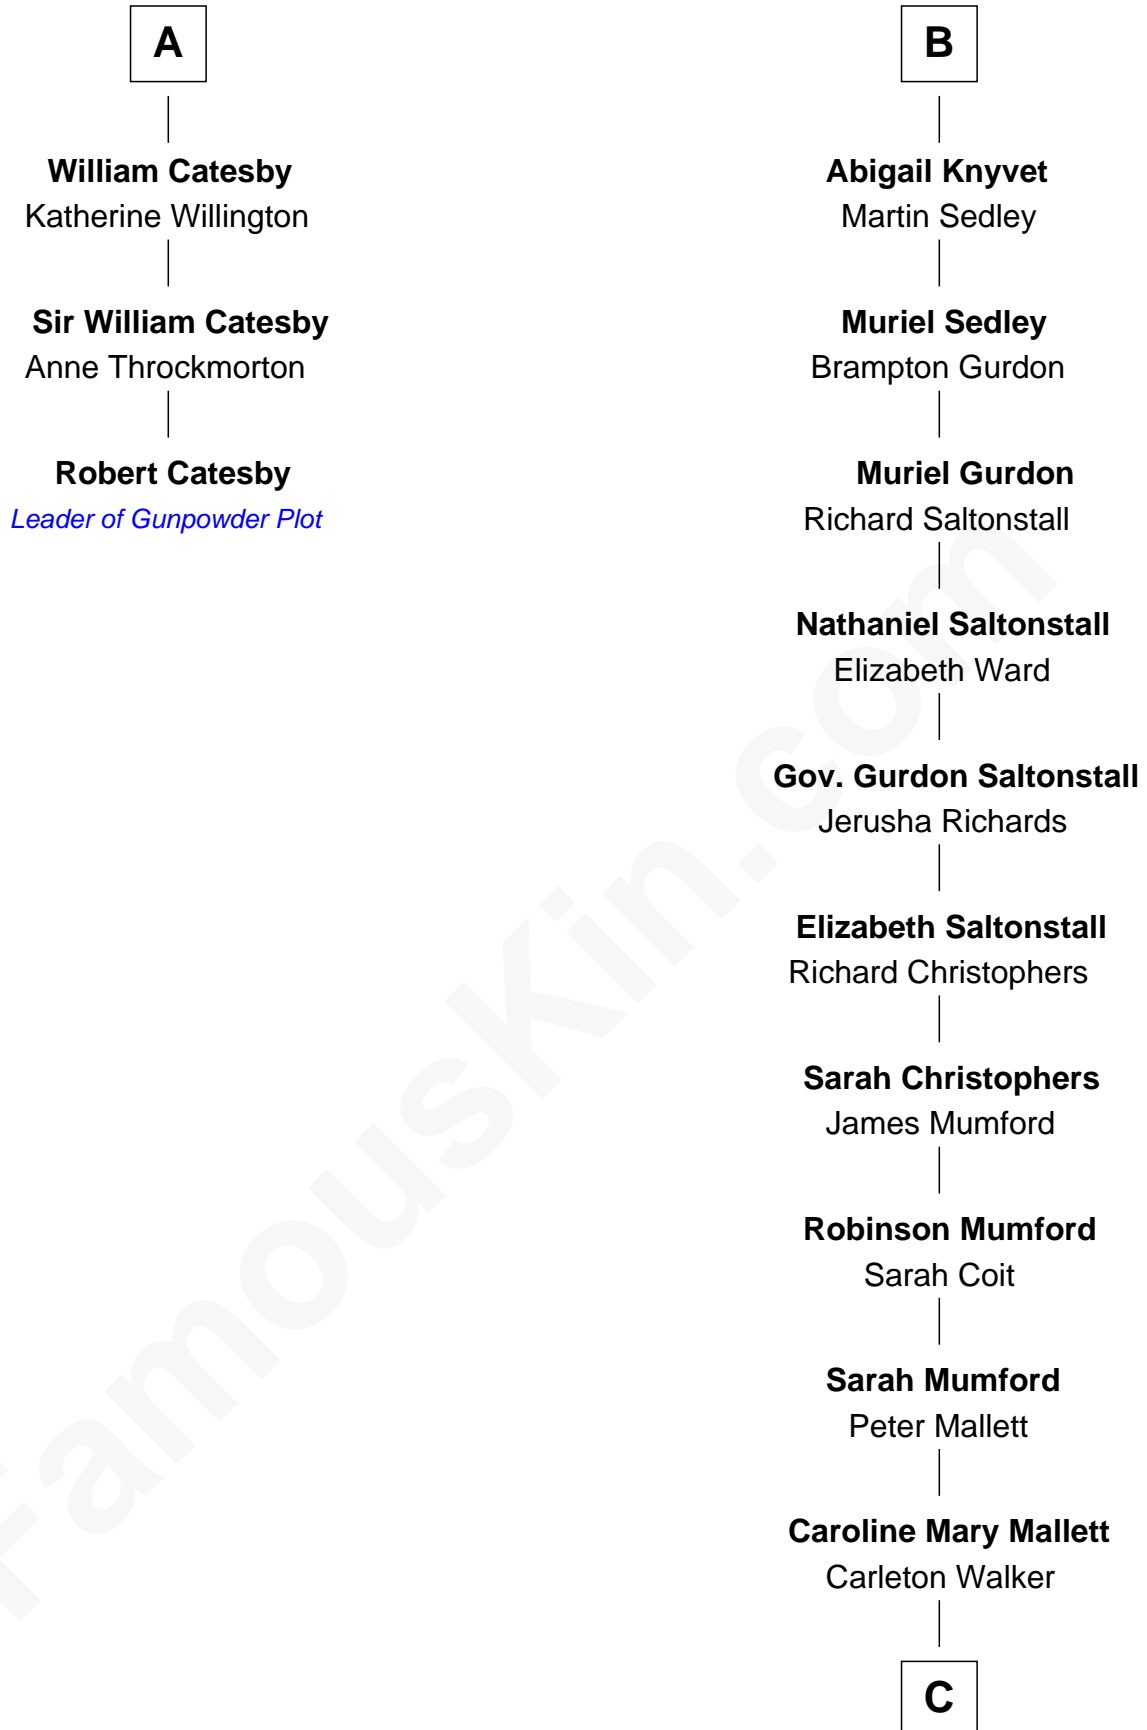 A
William Catesby
Katherine Willington
Sir William Catesby
Anne Throckmorton
Robert Catesby
Leader of Gunpowder Plot
B
Abigail Knyvet
Martin Sedley
Muriel Sedley
Brampton Gurdon
Muriel Gurdon
Richard Saltonstall
Nathaniel Saltonstall
Elizabeth Ward
Gov. Gurdon Saltonstall
Jerusha Richards
Elizabeth Saltonstall
Richard Christophers
Sarah Christophers
James Mumford
Robinson Mumford
Sarah Coit
Sarah Mumford
Peter Mallett
Caroline Mary Mallett
Carleton Walker
C
FamousKin.com